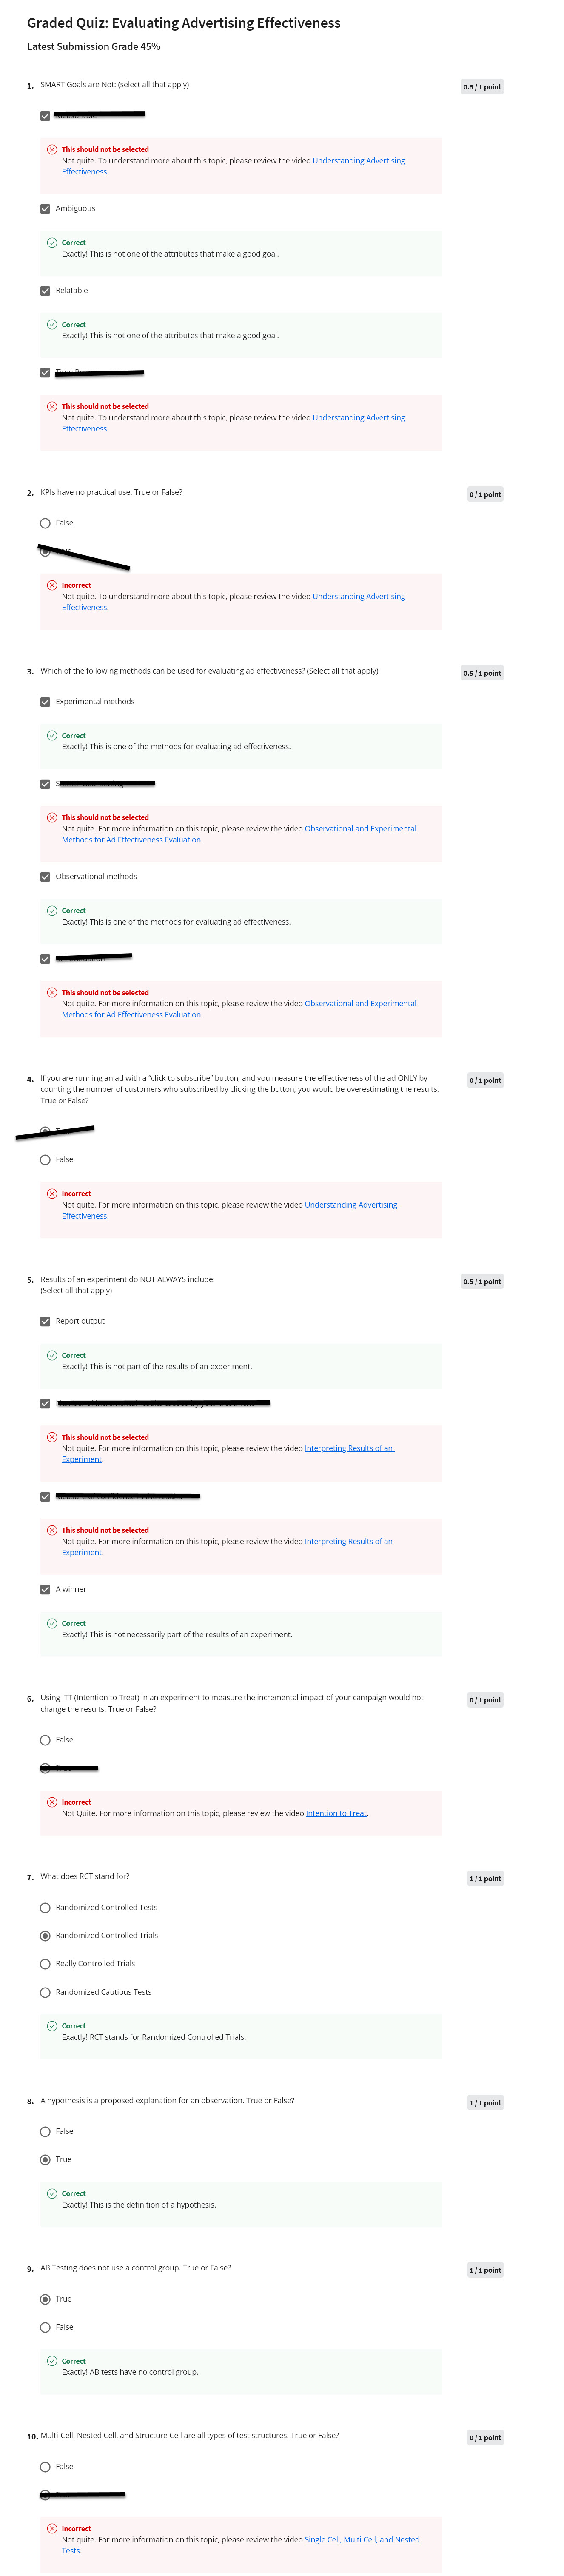 Graded Quiz: Evaluating Advertising Effectiveness
Latest Submission Grade 45%
1. SMART Goals are Not: (select all that apply)
0.5 / 1 point
This should not be selected
Not quite. To understand more about this topic, please review the video Understanding Advertising
Effectiveness.
Ambiguous
Correct
Exactly! This is not one of the attributes that make a good goal.
Relatable
Correct
Exactly! This is not one of the attributes that make a good goal.
This should not be selected
Not quite. To understand more about this topic, please review the video Understanding Advertising
Effectiveness.
2. KPIs have no practical use. True or False?
0 / 1 point
False
Incorrect
Not quite. To understand more about this topic, please review the video Understanding Advertising
Effectiveness.
3. Which of the following methods can be used for evaluating ad effectiveness? (Select all that apply)
0.5 / 1 point
Experimental methods
Correct
Exactly! This is one of the methods for evaluating ad effectiveness.
This should not be selected
Not quite. For more information on this topic, please review the video Observational and Experimental
Methods for Ad Effectiveness Evaluation.
Observational methods
Correct
Exactly! This is one of the methods for evaluating ad effectiveness.
This should not be selected
Not quite. For more information on this topic, please review the video Observational and Experimental
Methods for Ad Effectiveness Evaluation.
4. If you are running an ad with a “click to subscribe” button, and you measure the effectiveness of the ad ONLY by
counting the number of customers who subscribed by clicking the button, you would be overestimating the results.
True or False?
0 / 1 point
False
Incorrect
Not quite. For more information on this topic, please review the video Understanding Advertising
Effectiveness.
5. Results of an experiment do NOT ALWAYS include:
(Select all that apply)
0.5 / 1 point
Report output
Correct
Exactly! This is not part of the results of an experiment.
This should not be selected
Not quite. For more information on this topic, please review the video Interpreting Results of an
Experiment.
This should not be selected
Not quite. For more information on this topic, please review the video Interpreting Results of an
Experiment.
A winner
Correct
Exactly! This is not necessarily part of the results of an experiment.
6. Using ITT (Intention to Treat) in an experiment to measure the incremental impact of your campaign would not
change the results. True or False?
0 / 1 point
False
Incorrect
Not Quite. For more information on this topic, please review the video Intention to Treat.
7. What does RCT stand for?
1 / 1 point
Randomized Controlled Tests
Randomized Controlled Trials
Really Controlled Trials
Randomized Cautious Tests
Correct
Exactly! RCT stands for Randomized Controlled Trials.
8. A hypothesis is a proposed explanation for an observation. True or False?
1 / 1 point
False
True
Correct
Exactly! This is the definition of a hypothesis.
9. AB Testing does not use a control group. True or False?
1 / 1 point
True
False
Correct
Exactly! AB tests have no control group.
10. Multi-Cell, Nested Cell, and Structure Cell are all types of test structures. True or False?
0 / 1 point
False
Incorrect
Not quite. For more information on this topic, please review the video Single Cell, Multi Cell, and Nested
Tests.